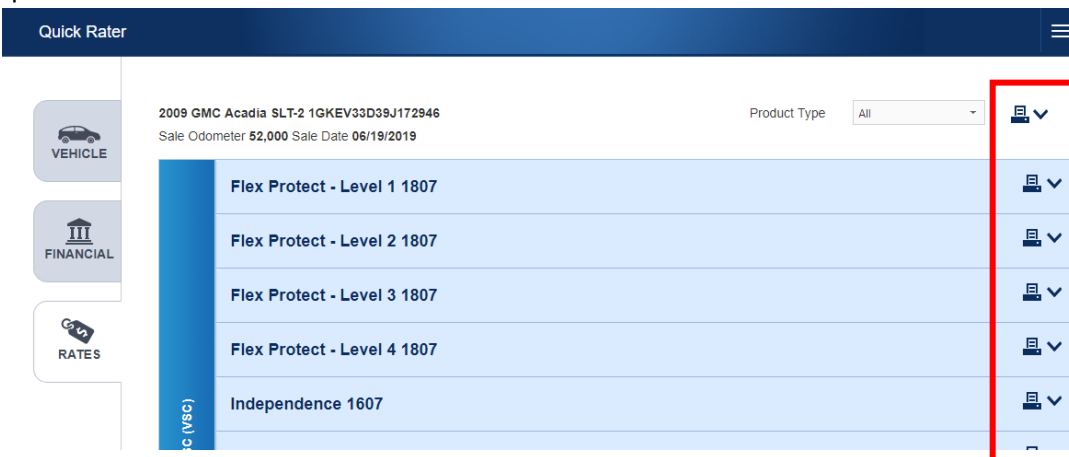 Quick Rater
2009 GMC Acadia SLT-2 1GKEV33D39J172946
Product Type All
Sale Odometer 52,000 Sale Date 06/19/2019
VEHICLE
FINANCIAL
RATES
Flex Protect - Level 1 1807
Flex Protect - Level 2 1807
Flex Protect - Level 3 1807
Flex Protect - Level 4 1807
Independence 1607
(VSC)